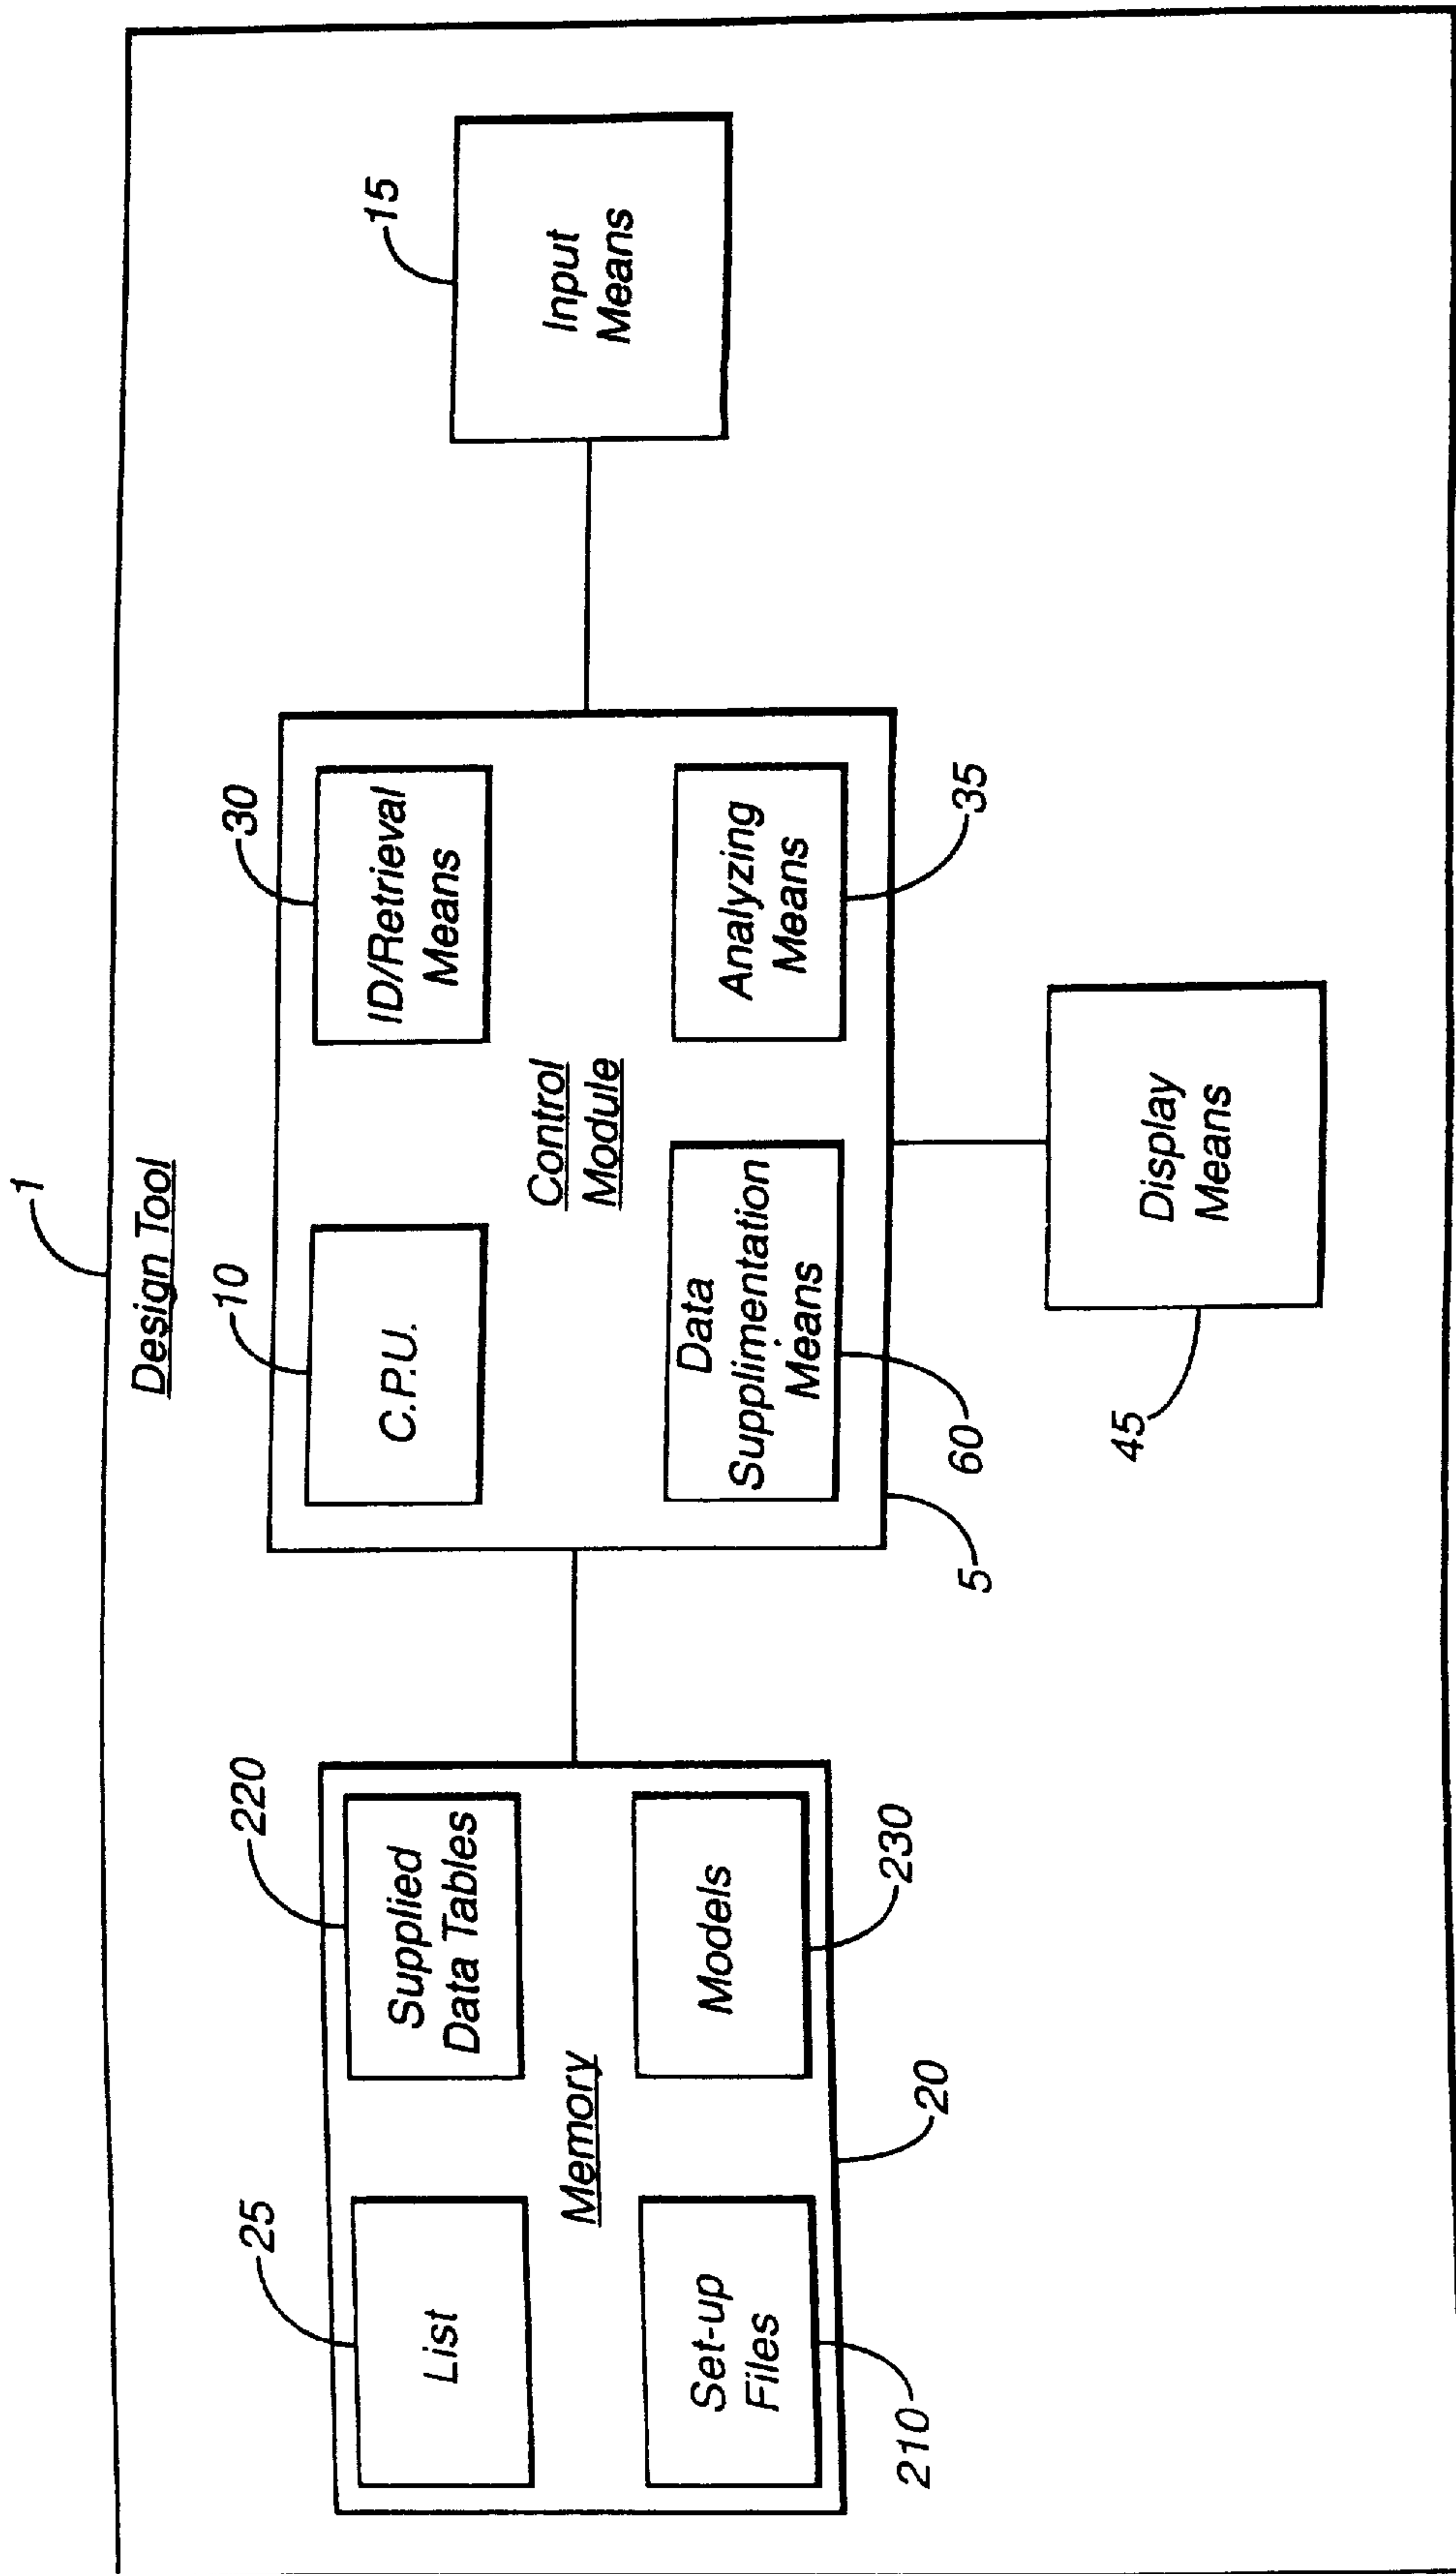 1
Design Tool
25
List
220
Supplied
Data Tables
Memory
Set-up
Files
210
Models
230
20
10
C.P.U.
30
ID/Retrieval
Means
Control
Module
Data
Supplimentation
Means
60
Analyzing
Means
35
5
15
Input
Means
Display
Means
45